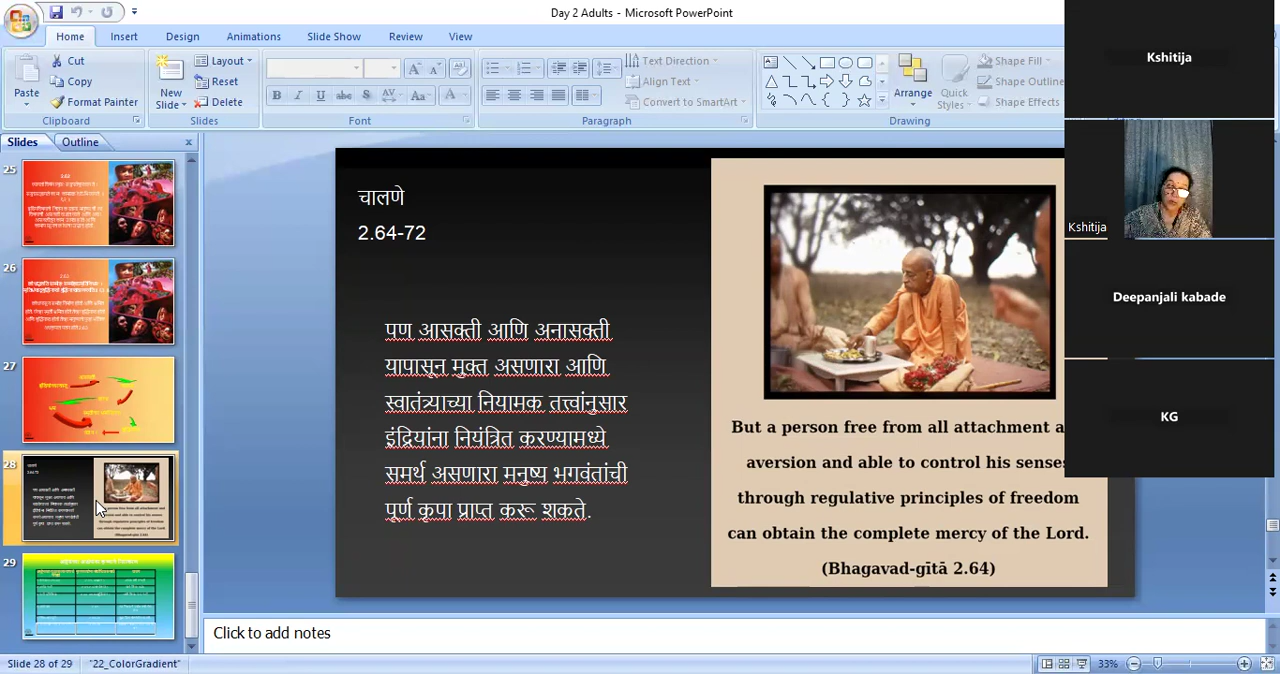 Day 2 Adults - Microsoft PowerPoint
Home Insert Design Animations Slide Show Review View
Paste
Cut
Copy
Format Painter
Clipboard
New Slide
Layout
Reset
Delete
Slides
Font
Text Direction
Align Text
Convert to SmartArt
Paragraph
Arrange
Quick Styles
Shape Fill
Shape Outline
Shape Effects
Drawing
Slides Outline
25
26
27
28
29
चालणे
2.64-72
पण आसक्ती आणि अनासक्ती
यापासून मुक्त असणारा आणि
स्वातंत्र्याच्या नियामक तत्त्वांनुसार
इंद्रियांना नियंत्रित करण्यामध्ये
समर्थ असणारा मनुष्य भगवंतांची
पूर्ण कृपा प्राप्त करू शकते.
But a person free from all attachment
aversion and able to control his senses
through regulative principles of freedom
can obtain the complete mercy of the Lord.
(Bhagavad-gītā 2.64)
Kshitija
Kshitija
Deepanjali kabade
KG
Click to add notes
Slide 28 of 29
"22_ColorGradient"
33%